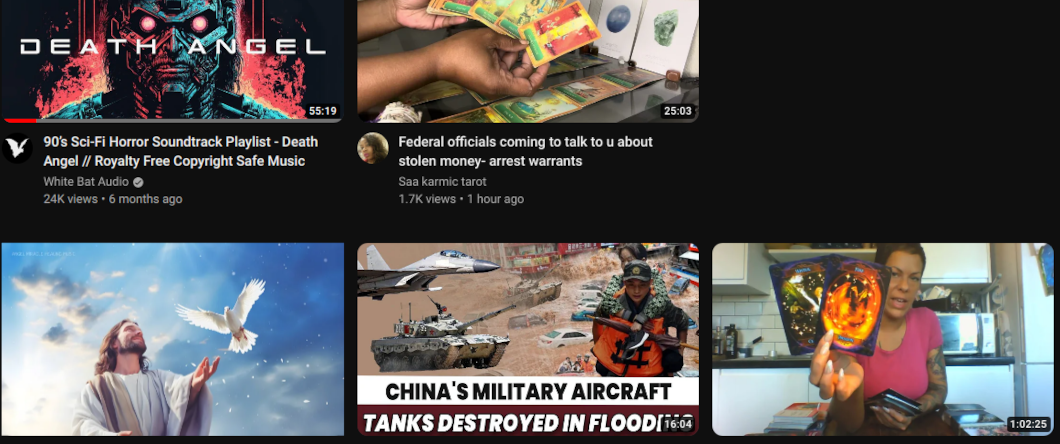 DEATH ANGEL
55:19
25:03
90's Sci-Fi Horror Soundtrack Playlist - Death
Angel // Royalty Free Copyright Safe Music
White Bat Audio
24K views • 6 months ago
Federal officials coming to talk to u about
stolen money- arrest warrants
Saa karmic tarot
1.7K views • 1 hour ago
CHINA'S MILITARY AIRCRAFT
TANKS DESTROYED IN FLOODING
16:04
1:02:25